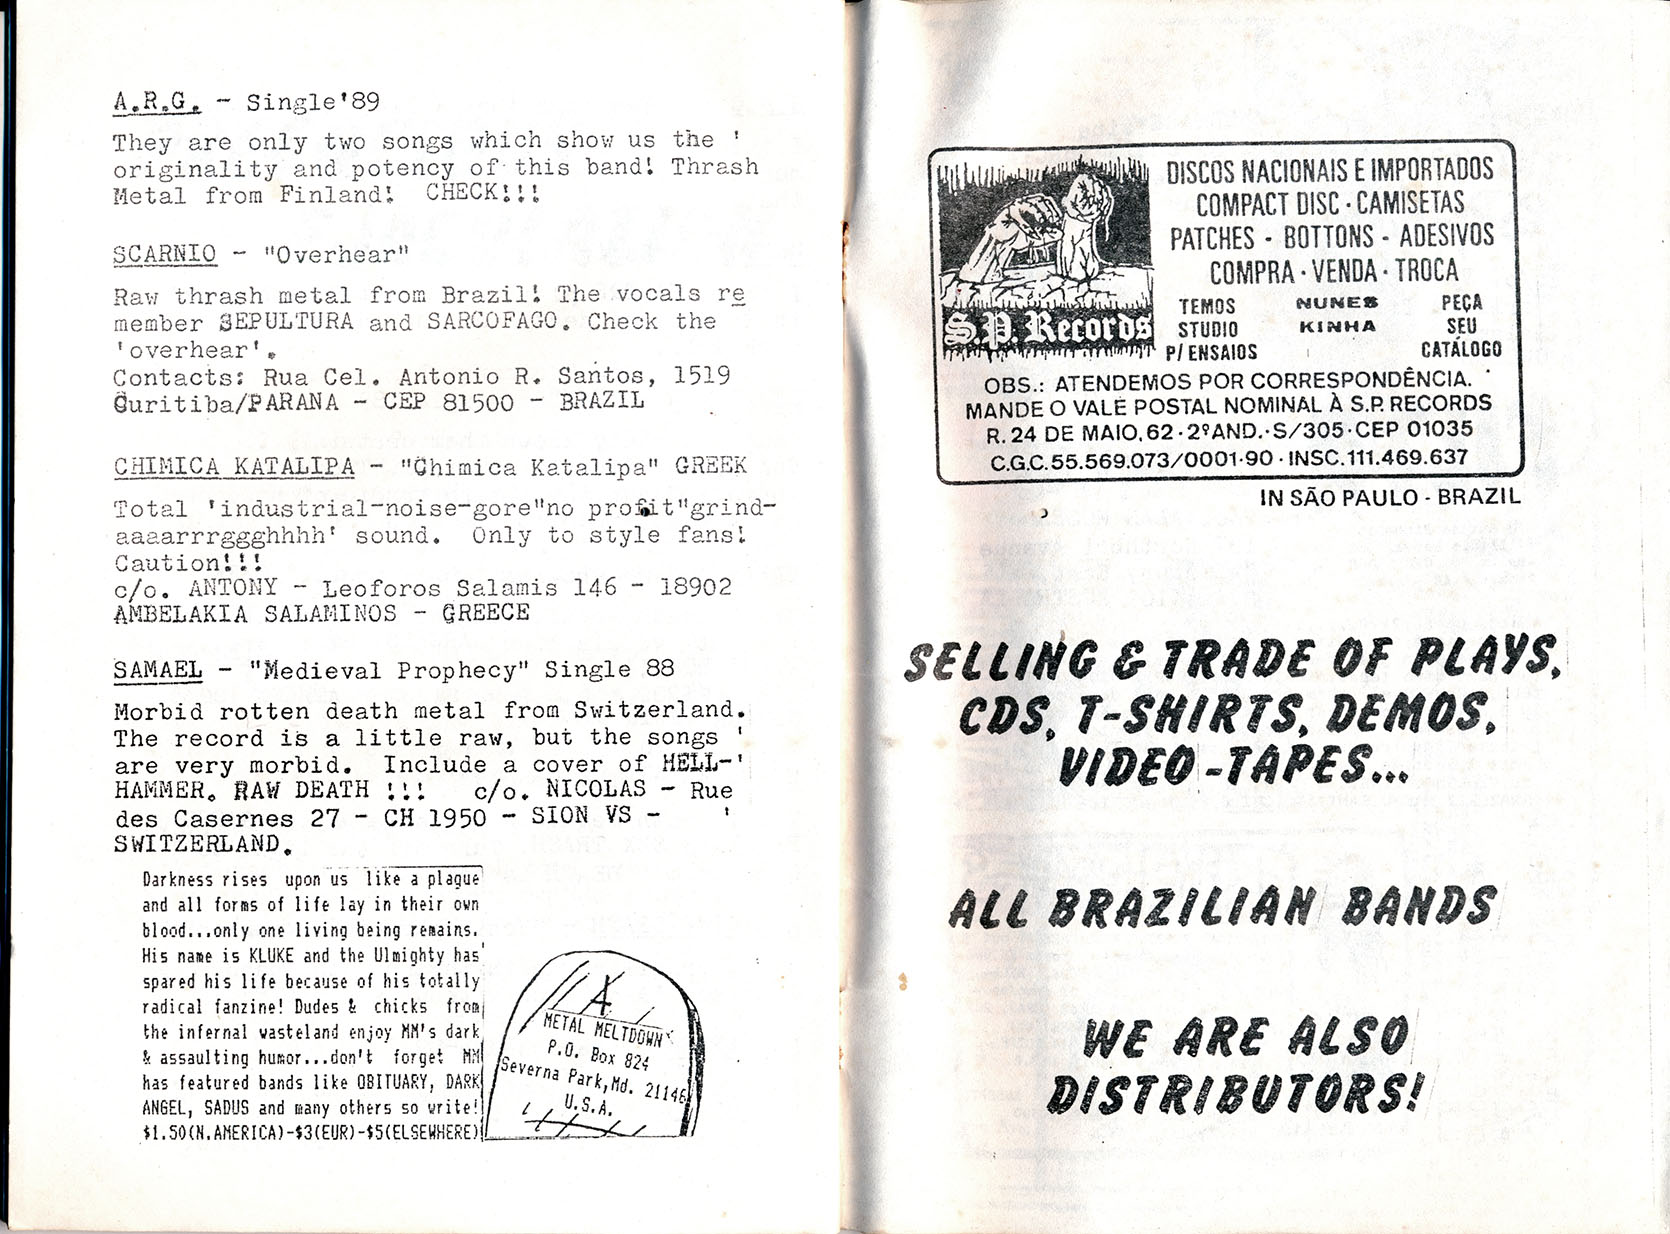 A.R.G. - Single'89
They are only two songs which show us the '
originality and potency of this band! Thrash
Metal from Finland!  CHECK!!!
SCARNIO - "Overhear"
Raw thrash metal from Brazil! The vocals re
member SEPULTURA and SARCOFAGO. Check the
'overhear'.
Contacts: Rua Cel. Antonio R. Santos, 1519
Curitiba/PARANA - CEP 81500 - BRAZIL
CHIMICA KATALIPA - "Chimica Katalipa" GREEK
Total 'industrial-noise-gore"no profit"grind-
aaaarrrggghhhh' sound.  Only to style fans!
Caution!!!
c/o. ANTONY - Leoforos Salamis 146 - 18902
AMBELAKIA SALAMINOS - GREECE
SAMAEL - "Medieval Prophecy" Single 88
Morbid rotten death metal from Switzerland.
The record is a little raw, but the songs '
are very morbid.  Include a cover of HELL-'
HAMMER. RAW DEATH !!!   c/o. NICOLAS - Rue
des Casernes 27 - CH 1950 - SION VS -    '
SWITZERLAND.
Darkness rises upon us like a plague
and all forms of life lay in their own
blood...only one living being remains.
His name is KLUKE and the Ulmighty has
spared his life because of his totally
radical fanzine! Dudes & chicks from
the infernal wasteland enjoy MM's dark
& assaulting humor...don't forget MM
has featured bands like OBITUARY, DARK
ANGEL, SADUS and many others so write!
$1.50(N.AMERICA)-$3(EUR)-$5(ELSEWHERE)
METAL MELTDOWN
P.O. Box 824
Severna Park, Md. 21146
U.S.A.
S.P. Records
DISCOS NACIONAIS E IMPORTADOS
COMPACT DISC · CAMISETAS
PATCHES - BOTTONS - ADESIVOS
COMPRA · VENDA · TROCA
TEMOS NUNES PEÇA
STUDIO KINHA SEU
P/ ENSAIOS CATÁLOGO
OBS.: ATENDEMOS POR CORRESPONDÊNCIA.
MANDE O VALE POSTAL NOMINAL À S.P. RECORDS
R. 24 DE MAIO, 62 · 2º AND. · S/305 · CEP 01035
C.G.C. 55.569.073/0001-90 · INSC. 111.469.637
IN SÃO PAULO - BRAZIL
SELLING & TRADE OF PLAYS,
CDS, T-SHIRTS, DEMOS,
VIDEO-TAPES...
ALL BRAZILIAN BANDS
WE ARE ALSO
DISTRIBUTORS!